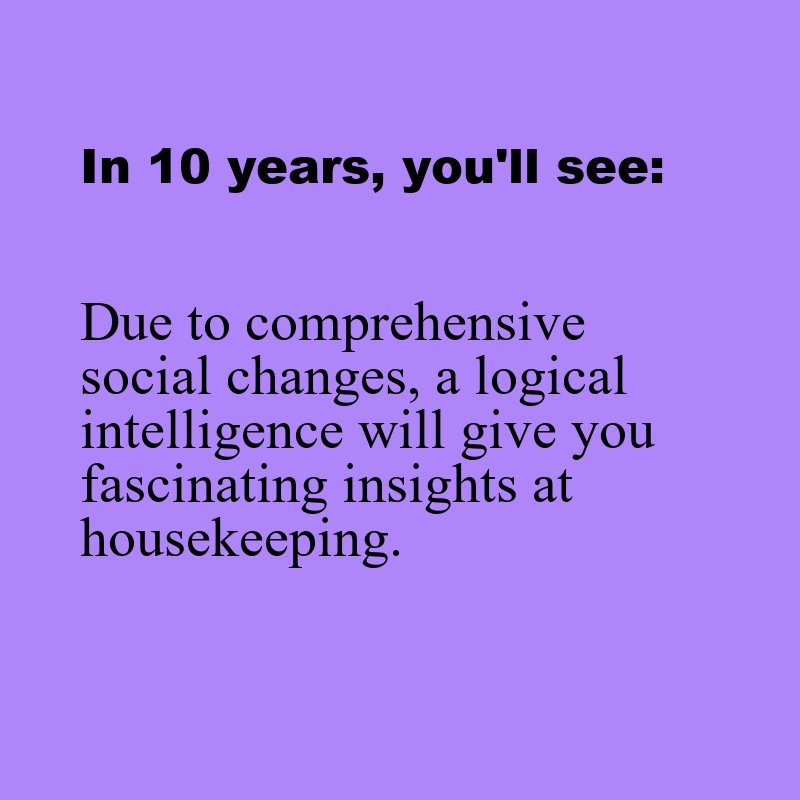 In 10 years, you'll see:
Due to comprehensive
social changes, a logical
intelligence will give you
fascinating insights at
housekeeping.